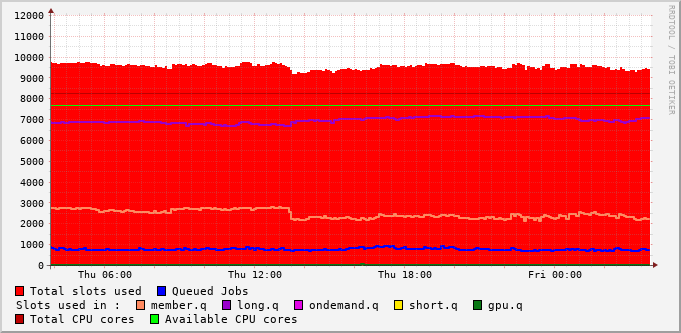 12000
11000
10000
9000
8000
7000
6000
5000
4000
3000
2000
1000
0
Thu 06:00 Thu 12:00 Thu 18:00 Fri 00:00
Total slots used Queued Jobs
Slots used in : member.q long.q ondemand.q short.q gpu.q
Total CPU cores Available CPU cores
RRDTOOL / TOBI OETIKER